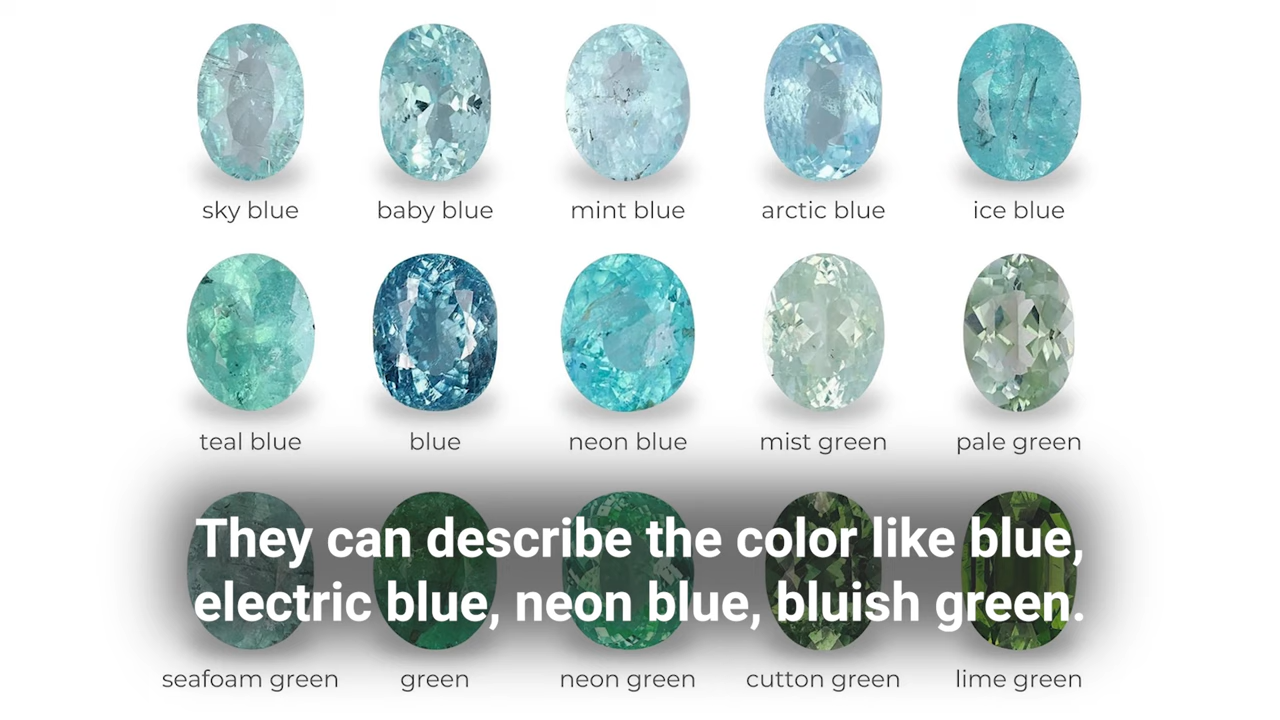 sky blue
baby blue
mint blue
arctic blue
ice blue
teal blue
blue
neon blue
mist green
pale green
They can describe the color like blue,
electric blue, neon blue, bluish green.
seafoam green
green
neon green
cutton green
lime green